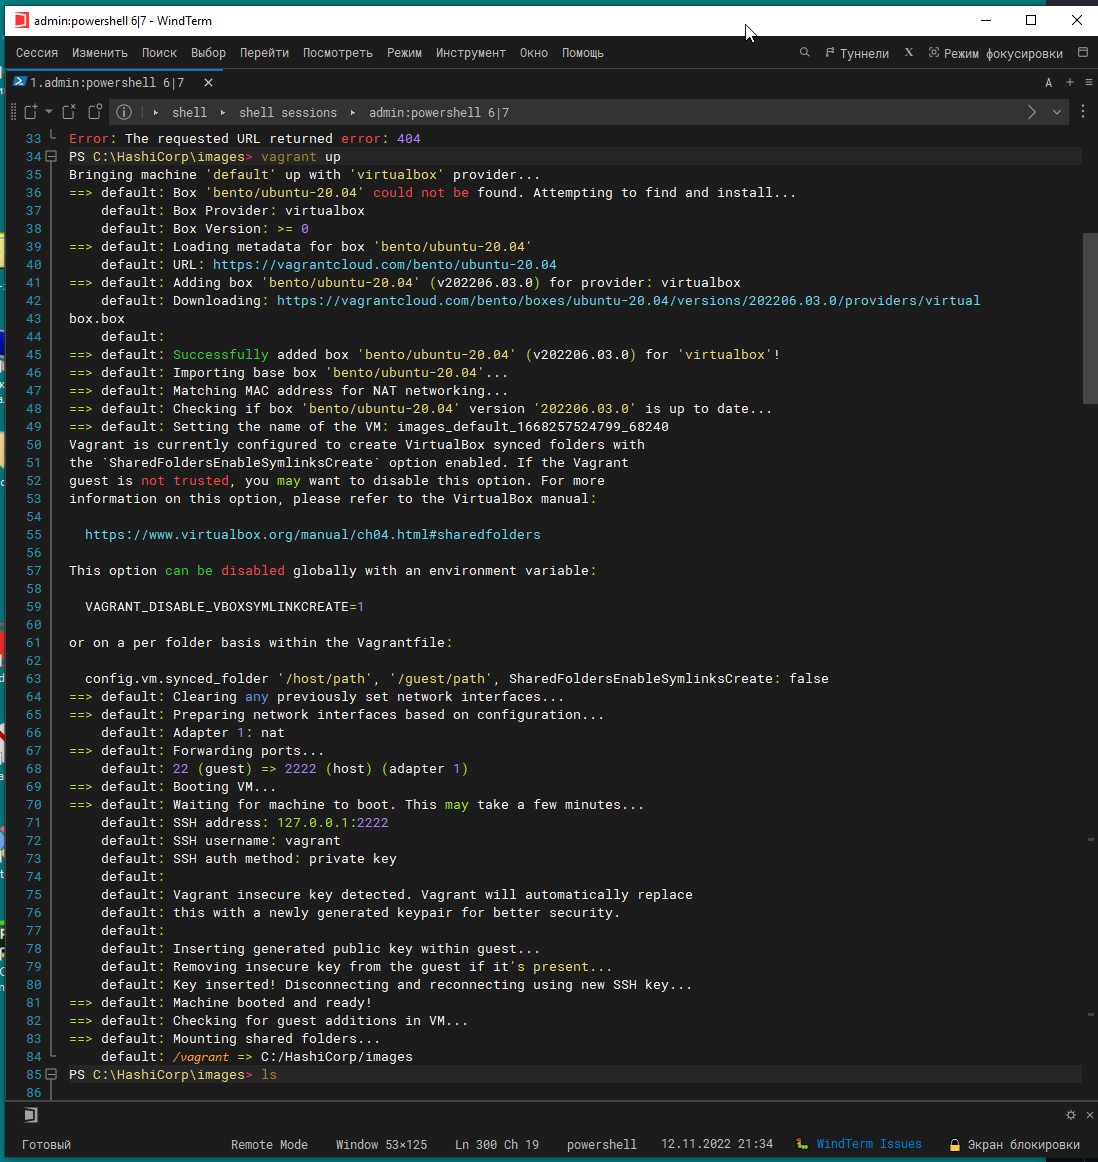 admin:powershell 6|7 - WindTerm
Сессия Изменить Поиск Выбор Перейти Посмотреть Режим Инструмент Окно Помощь Туннели X Режим фокусировки
1.admin:powershell 6|7 A
shell shell sessions admin:powershell 6|7
33 Error: The requested URL returned error: 404
34 PS C:\HashiCorp\images> vagrant up
35 Bringing machine 'default' up with 'virtualbox' provider...
36 ==> default: Box 'bento/ubuntu-20.04' could not be found. Attempting to find and install...
37 default: Box Provider: virtualbox
38 default: Box Version: >= 0
39 ==> default: Loading metadata for box 'bento/ubuntu-20.04'
40 default: URL: https://vagrantcloud.com/bento/ubuntu-20.04
41 ==> default: Adding box 'bento/ubuntu-20.04' (v202206.03.0) for provider: virtualbox
42 default: Downloading: https://vagrantcloud.com/bento/boxes/ubuntu-20.04/versions/202206.03.0/providers/virtual
43 box.box
44 default:
45 ==> default: Successfully added box 'bento/ubuntu-20.04' (v202206.03.0) for 'virtualbox'!
46 ==> default: Importing base box 'bento/ubuntu-20.04'...
47 ==> default: Matching MAC address for NAT networking...
48 ==> default: Checking if box 'bento/ubuntu-20.04' version '202206.03.0' is up to date...
49 ==> default: Setting the name of the VM: images_default_1668257524799_68240
50 Vagrant is currently configured to create VirtualBox synced folders with
51 the `SharedFoldersEnableSymlinksCreate` option enabled. If the Vagrant
52 guest is not trusted, you may want to disable this option. For more
53 information on this option, please refer to the VirtualBox manual:
54
55 https://www.virtualbox.org/manual/ch04.html#sharedfolders
56
57 This option can be disabled globally with an environment variable:
58
59 VAGRANT_DISABLE_VBOXSYMLINKCREATE=1
60
61 or on a per folder basis within the Vagrantfile:
62
63 config.vm.synced_folder '/host/path', '/guest/path', SharedFoldersEnableSymlinksCreate: false
64 ==> default: Clearing any previously set network interfaces...
65 ==> default: Preparing network interfaces based on configuration...
66 default: Adapter 1: nat
67 ==> default: Forwarding ports...
68 default: 22 (guest) => 2222 (host) (adapter 1)
69 ==> default: Booting VM...
70 ==> default: Waiting for machine to boot. This may take a few minutes...
71 default: SSH address: 127.0.0.1:2222
72 default: SSH username: vagrant
73 default: SSH auth method: private key
74 default:
75 default: Vagrant insecure key detected. Vagrant will automatically replace
76 default: this with a newly generated keypair for better security.
77 default:
78 default: Inserting generated public key within guest...
79 default: Removing insecure key from the guest if it's present...
80 default: Key inserted! Disconnecting and reconnecting using new SSH key...
81 ==> default: Machine booted and ready!
82 ==> default: Checking for guest additions in VM...
83 ==> default: Mounting shared folders...
84 default: /vagrant => C:/HashiCorp/images
85 PS C:\HashiCorp\images> ls
86
Готовый Remote Mode Window 53×125 Ln 300 Ch 19 powershell 12.11.2022 21:34 WindTerm Issues Экран блокировки